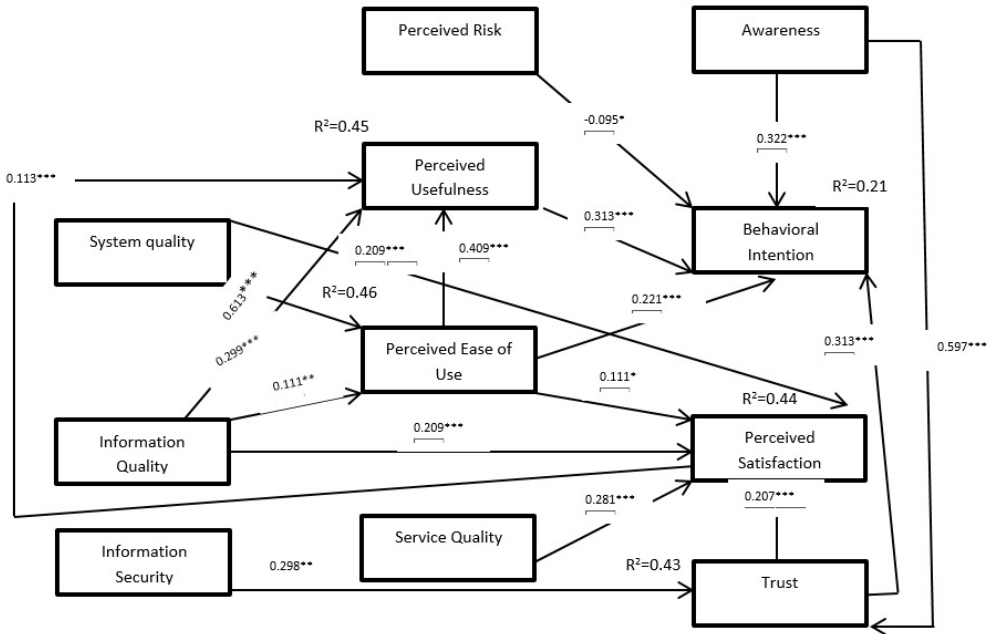 Perceived Risk
Awareness
-0.095*
0.322***
R²=0.45
0.113***
Perceived
Usefulness
R²=0.21
System quality
0.313***
Behavioral
Intention
0.209***
0.409***
0.613***
R²=0.46
0.221***
0.299***
Perceived Ease of
Use
0.313***
0.597***
0.111**
0.111*
R²=0.44
Information
Quality
0.209***
Perceived
Satisfaction
0.281***
0.207***
Information
Security
0.298**
Service Quality
R²=0.43
Trust